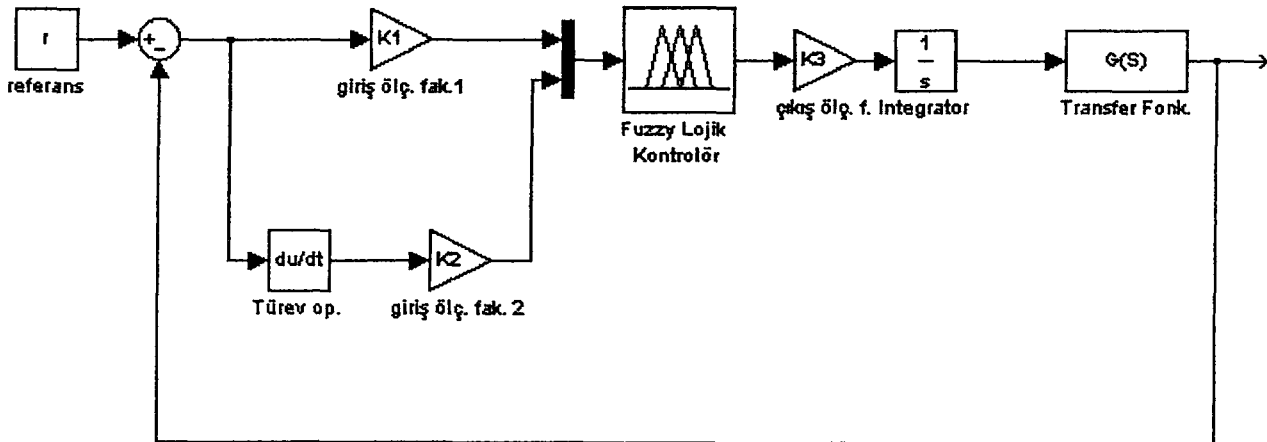 r
referans
+
-
K1
giriş ölç. fak.1
Fuzzy Lojik
Kontrolör
K3
çıkış ölç. f.
1
s
Integrator
G(S)
Transfer Fonk.
du/dt
Türev op.
K2
giriş ölç. fak. 2